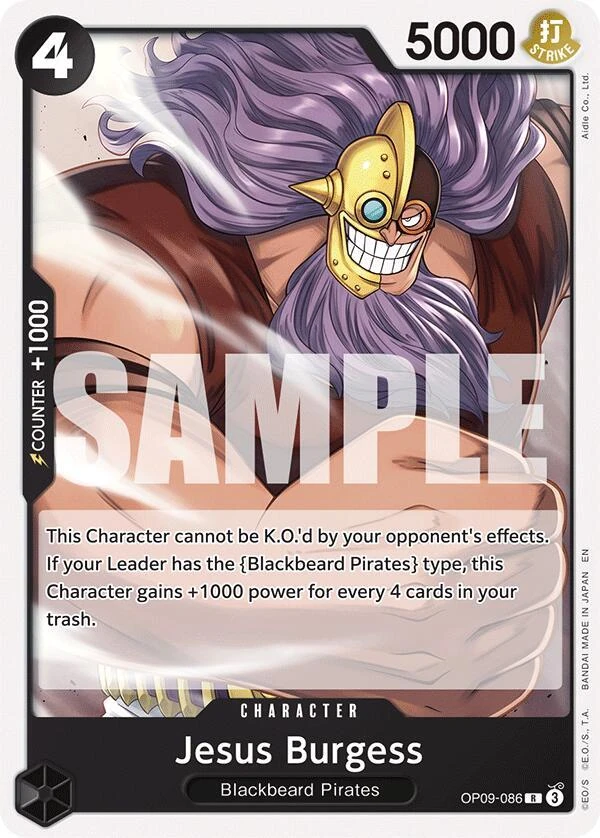 4
5000
打
STRIKE
Aidle Co., Ltd.
COUNTER +1000
SAMPLE
This Character cannot be K.O.'d by your opponent's effects.
If your Leader has the {Blackbeard Pirates} type, this
Character gains +1000 power for every 4 cards in your
trash.
CHARACTER
Jesus Burgess
Blackbeard Pirates
OP09-086 R 3
©EO/S ©E.O./S., T.A. BANDAI MADE IN JAPAN EN